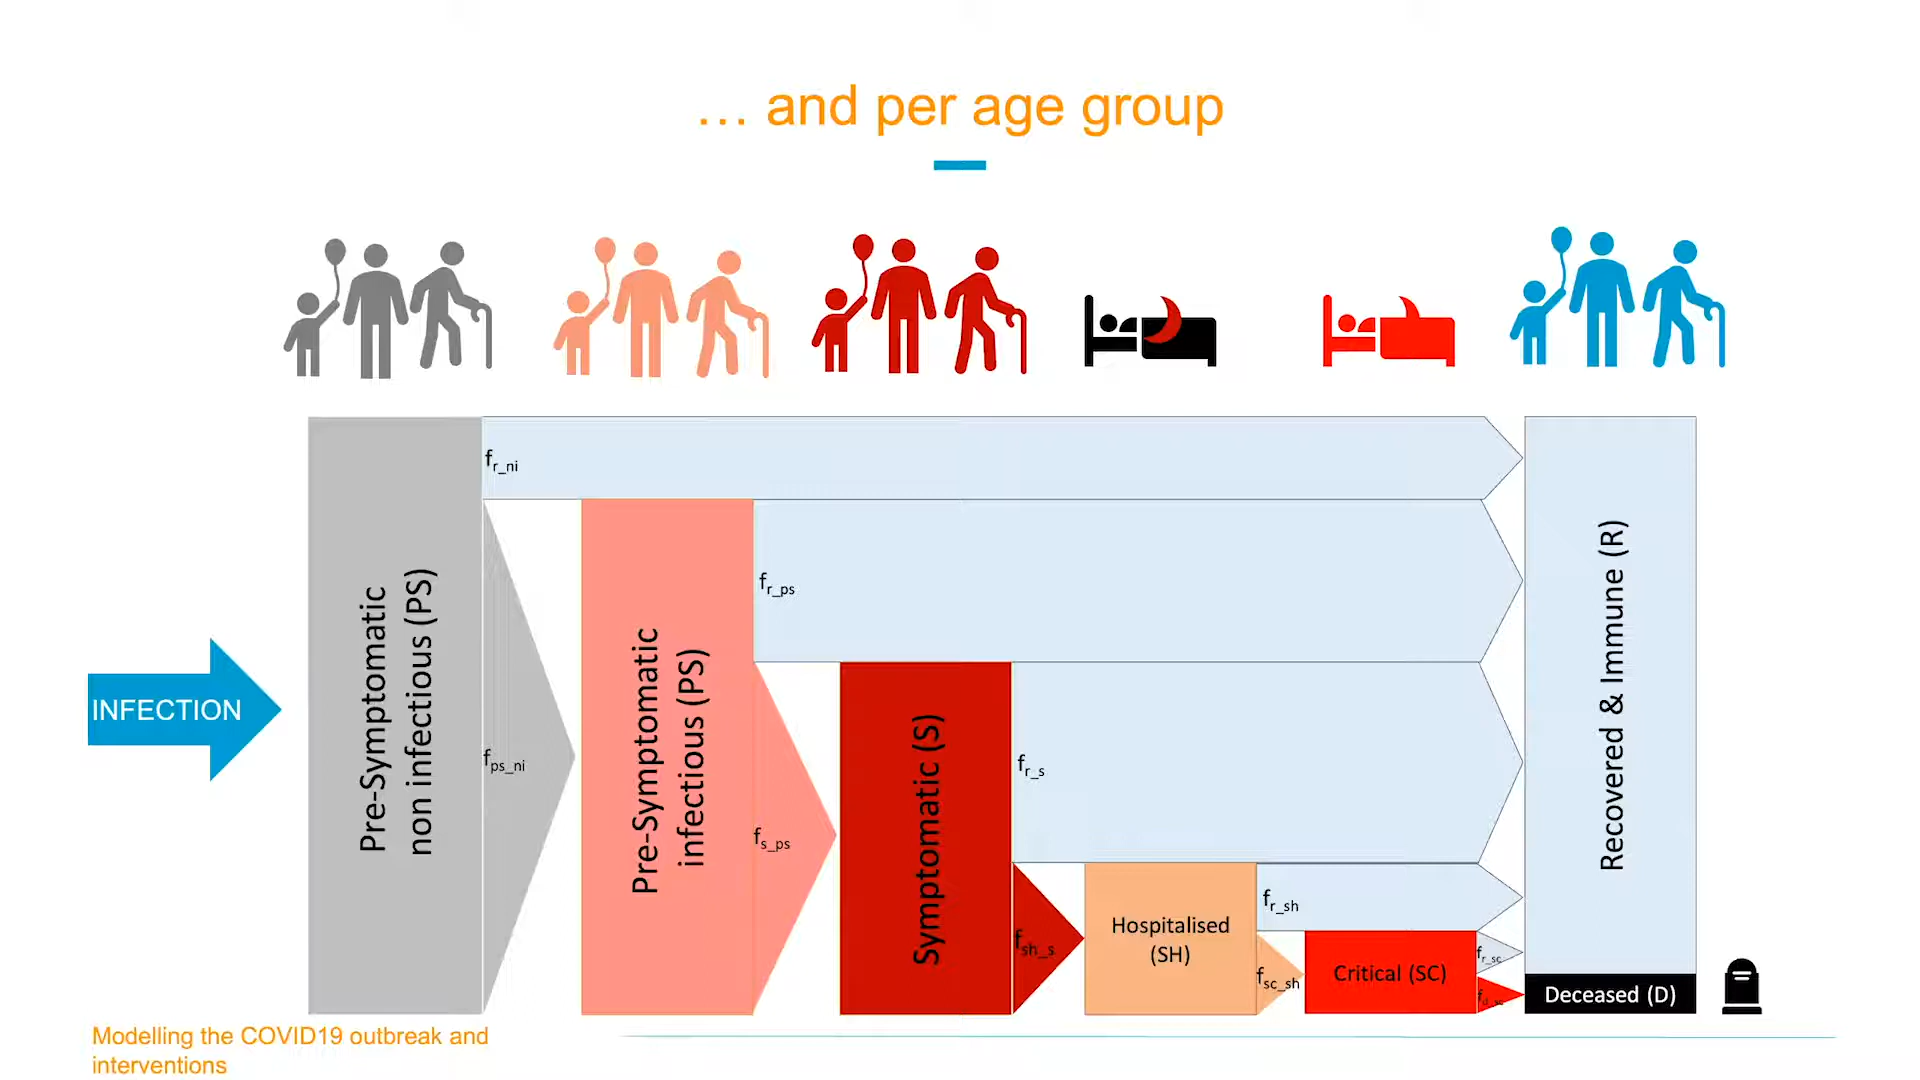 … and per age group
INFECTION
Pre-Symptomatic
non infectious (PS)
f_r_ni
f_ps_ni
Pre-Symptomatic
infectious (PS)
f_r_ps
f_s_ps
Symptomatic (S)
f_r_s
f_sh_s
Hospitalised
(SH)
f_r_sh
f_sc_sh
Critical (SC)
f_r_sc
f_d_sc
Recovered & Immune (R)
Deceased (D)
Modelling the COVID19 outbreak and
interventions